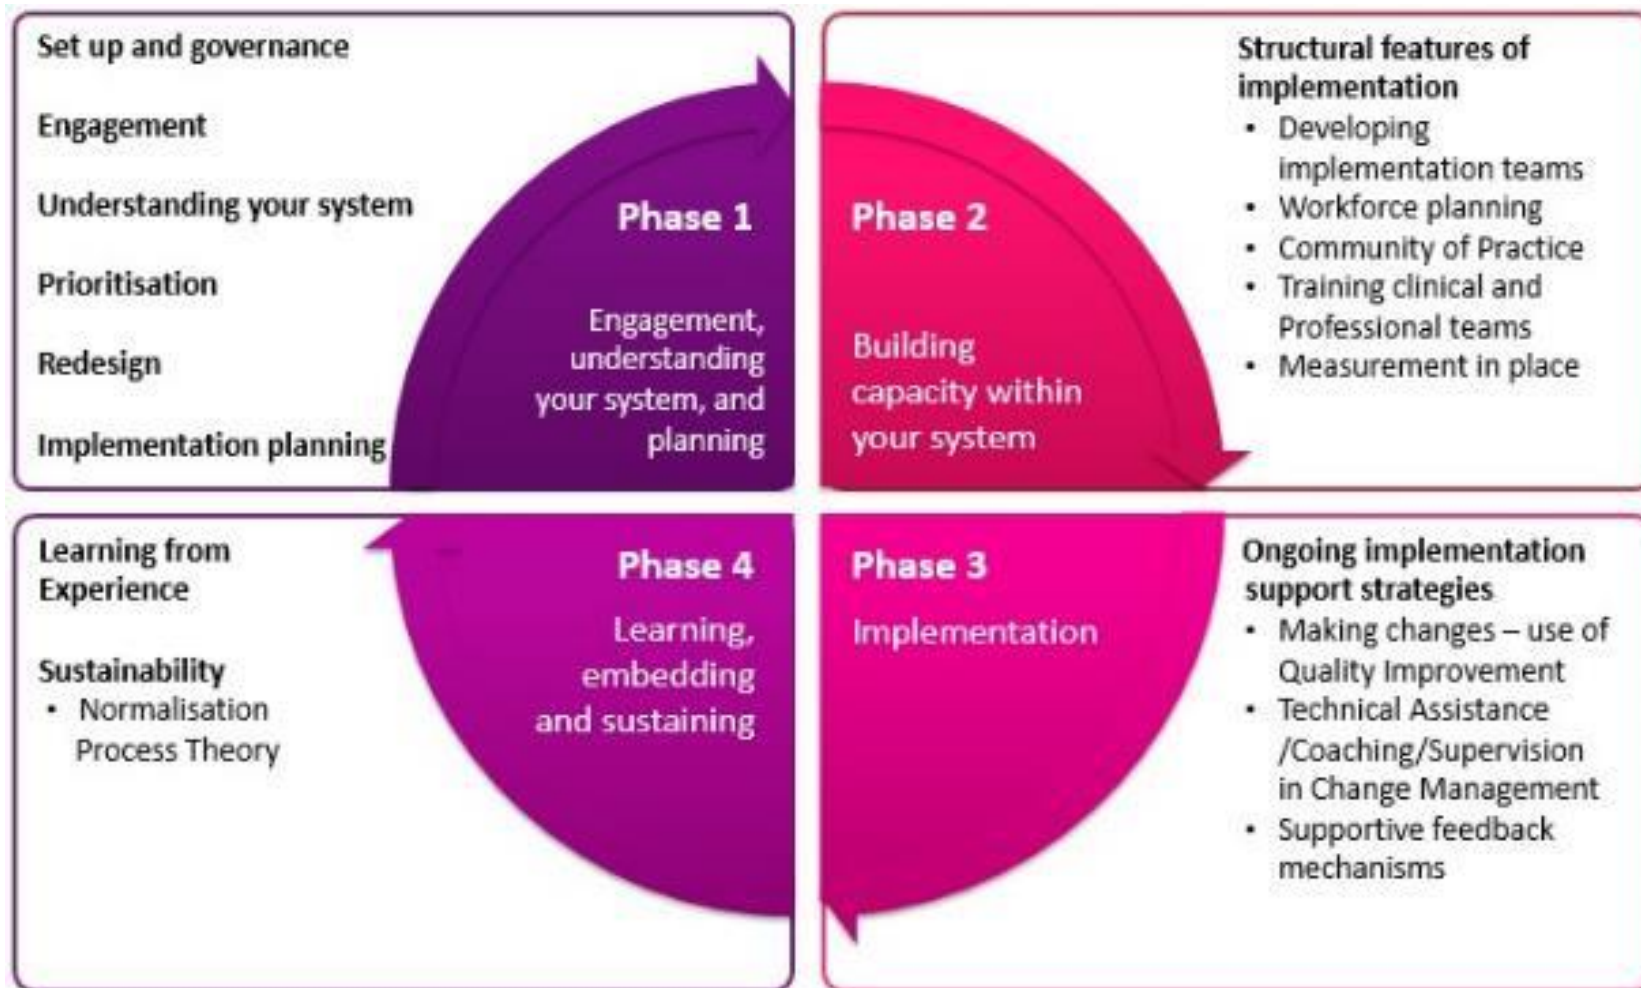 Set up and governance
Engagement
Understanding your system
Prioritisation
Redesign
Implementation planning
Phase 1
Engagement,
understanding
your system, and
planning
Phase 2
Building
capacity within
your system
Structural features of
implementation
• Developing
implementation teams
• Workforce planning
• Community of Practice
• Training clinical and
Professional teams
• Measurement in place
Learning from
Experience
Sustainability
• Normalisation
Process Theory
Phase 4
Learning,
embedding
and sustaining
Phase 3
Implementation
Ongoing implementation
support strategies
• Making changes – use of
Quality Improvement
• Technical Assistance
/Coaching/Supervision
in Change Management
• Supportive feedback
mechanisms